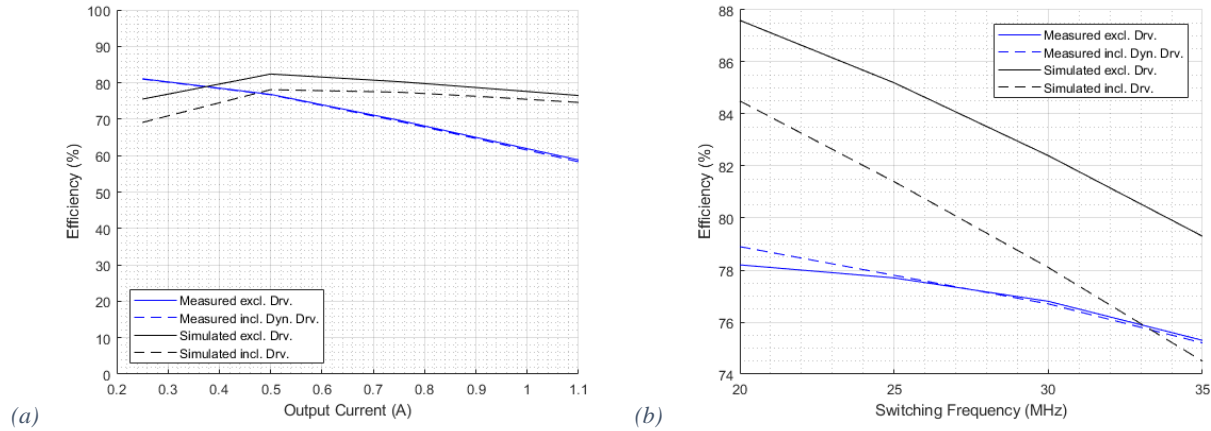 100
90
80
70
60
50
40
30
20
10
0
Efficiency (%)
Measured excl. Drv.
Measured incl. Dyn. Drv.
Simulated excl. Drv.
Simulated incl. Drv.
0.2 0.3 0.4 0.5 0.6 0.7 0.8 0.9 1 1.1
Output Current (A)
(a)
88
86
84
82
80
78
76
74
Efficiency (%)
Measured excl. Drv.
Measured incl. Dyn. Drv.
Simulated excl. Drv.
Simulated incl. Drv.
20 25 30 35
Switching Frequency (MHz)
(b)